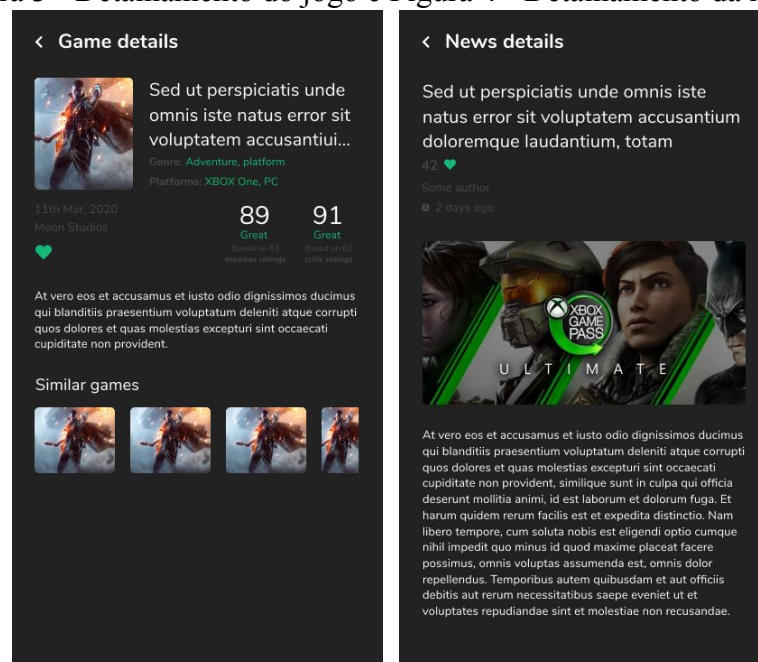 3 - Detalhamento do jogo e Figura 4 - Detalhamento da
Game details
Sed ut perspiciatis unde
omnis iste natus error sit
voluptatem accusantiui...
Genre: Adventure, platform
Platforms: XBOX One, PC
11th Mar, 2020
Moon Studios
89
Great
Based on 63
member ratings
91
Great
Based on 63
critic ratings
At vero eos et accusamus et iusto odio dignissimos ducimus
qui blanditiis praesentium voluptatum deleniti atque corrupti
quos dolores et quas molestias excepturi sint occaecati
cupiditate non provident.
Similar games
News details
Sed ut perspiciatis unde omnis iste
natus error sit voluptatem accusantium
doloremque laudantium, totam
42
Some author
2 days ago
XBOX
GAME
PASS
ULTIMATE
At vero eos et accusamus et iusto odio dignissimos ducimus
qui blanditiis praesentium voluptatum deleniti atque corrupti
quos dolores et quas molestias excepturi sint occaecati
cupiditate non provident, similique sunt in culpa qui officia
deserunt mollitia animi, id est laborum et dolorum fuga. Et
harum quidem rerum facilis est et expedita distinctio. Nam
libero tempore, cum soluta nobis est eligendi optio cumque
nihil impedit quo minus id quod maxime placeat facere
possimus, omnis voluptas assumenda est, omnis dolor
repellendus. Temporibus autem quibusdam et aut officiis
debitis aut rerum necessitatibus saepe eveniet ut et
voluptates repudiandae sint et molestiae non recusandae.